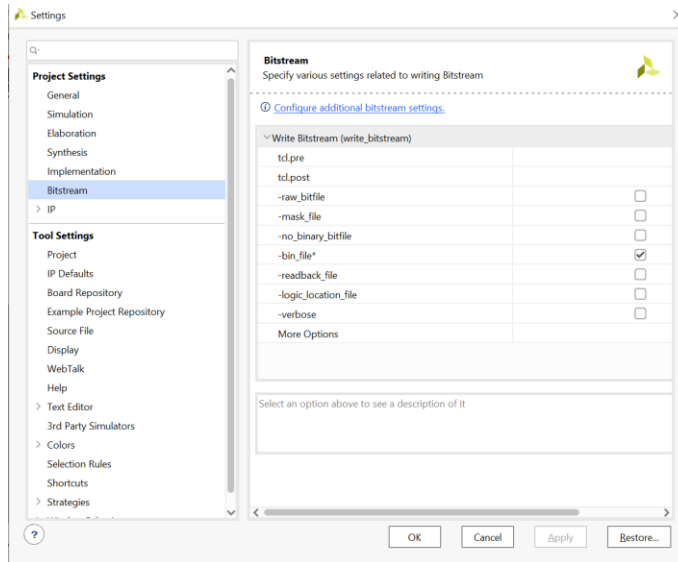 Settings
Q-
Project Settings
General
Simulation
Elaboration
Synthesis
Implementation
Bitstream
> IP
Tool Settings
Project
IP Defaults
Board Repository
Example Project Repository
Source File
Display
WebTalk
Help
> Text Editor
3rd Party Simulators
> Colors
Selection Rules
Shortcuts
> Strategies
Bitstream
Specify various settings related to writing Bitstream
Configure additional bitstream settings.
Write Bitstream (write_bitstream)
tcl.pre
tcl.post
-raw_bitfile
-mask_file
-no_binary_bitfile
-bin_file*
-readback_file
-logic_location_file
-verbose
More Options
Select an option above to see a description of it
?
OK
Cancel
Apply
Restore...